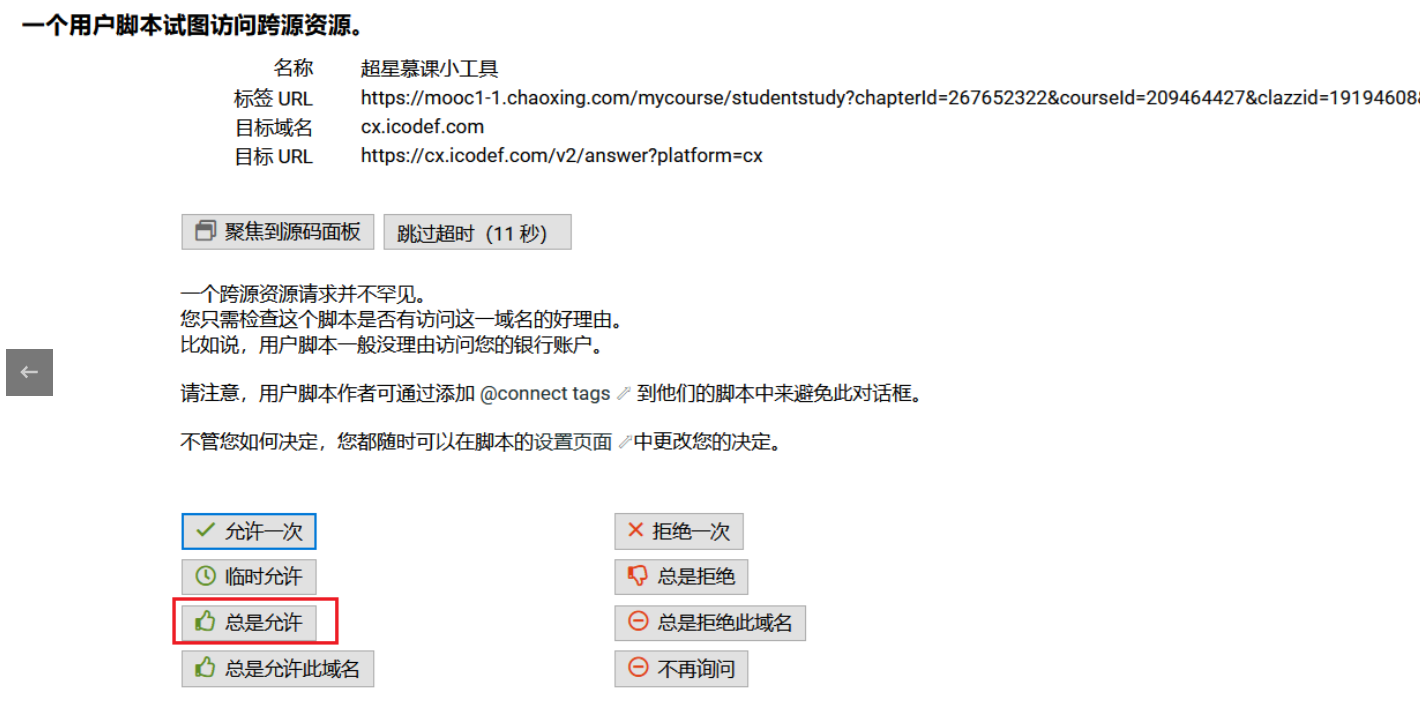 一个用户脚本试图访问跨源资源。
名称 超星慕课小工具
标签 URL https://mooc1-1.chaoxing.com/mycourse/studentstudy?chapterId=267652322&courseId=209464427&clazzid=19194608
目标域名 cx.icodef.com
目标 URL https://cx.icodef.com/v2/answer?platform=cx
聚焦到源码面板 跳过超时（11 秒）
一个跨源资源请求并不罕见。
您只需检查这个脚本是否有访问这一域名的好理由。
比如说，用户脚本一般没理由访问您的银行账户。
请注意，用户脚本作者可通过添加 @connect tags 到他们的脚本中来避免此对话框。
不管您如何决定，您都随时可以在脚本的设置页面中更改您的决定。
允许一次 拒绝一次
临时允许 总是拒绝
总是允许 总是拒绝此域名
总是允许此域名 不再询问